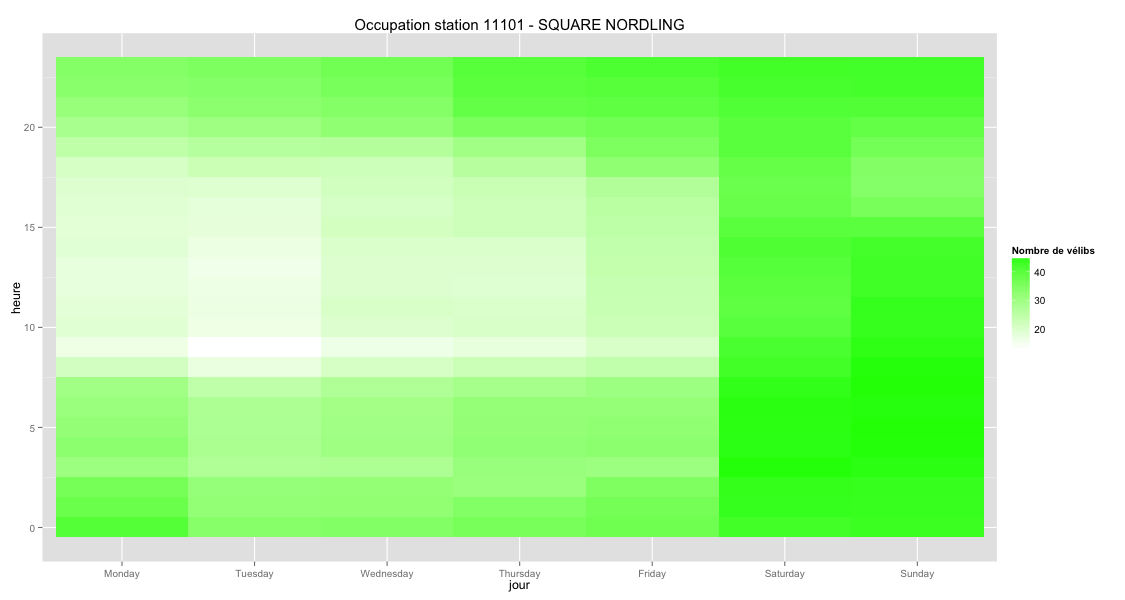 Occupation station 11101 - SQUARE NORDLING
heure
20
15
10
5
0
Monday Tuesday Wednesday Thursday Friday Saturday Sunday
jour
Nombre de vélibs
40
30
20